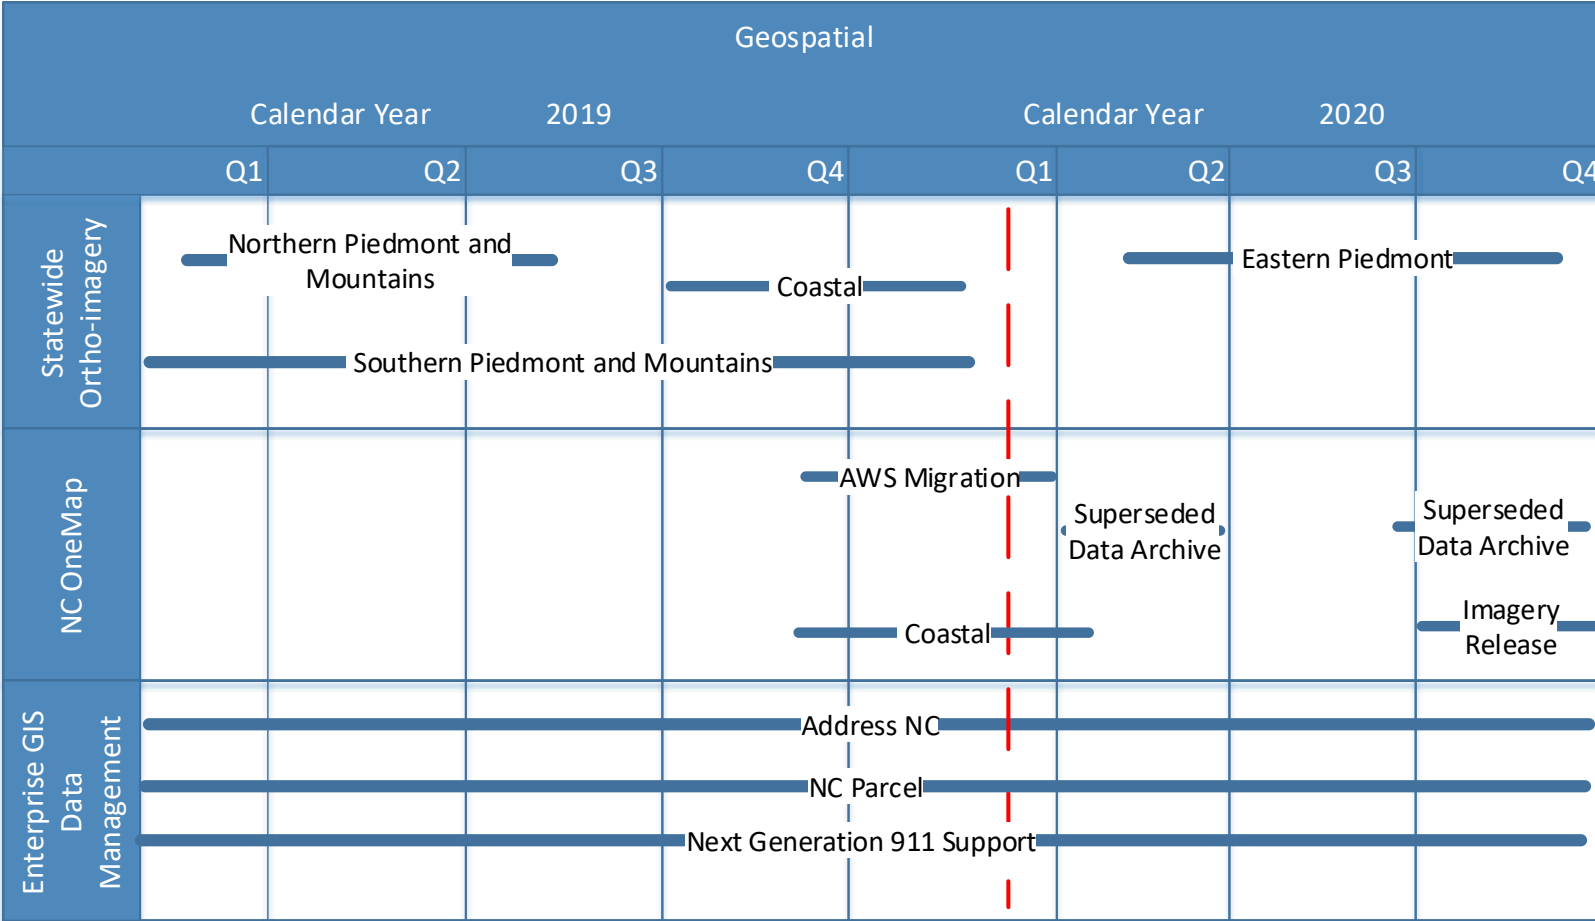 Geospatial
Calendar Year 2019 Calendar Year 2020
Q1 Q2 Q3 Q4 Q1 Q2 Q3 Q4
Statewide
Ortho-imagery
Northern Piedmont and
Mountains
Coastal
Eastern Piedmont
Southern Piedmont and Mountains
NC OneMap
AWS Migration
Superseded
Data Archive
Superseded
Data Archive
Coastal
Imagery
Release
Enterprise GIS
Data
Management
Address NC
NC Parcel
Next Generation 911 Support